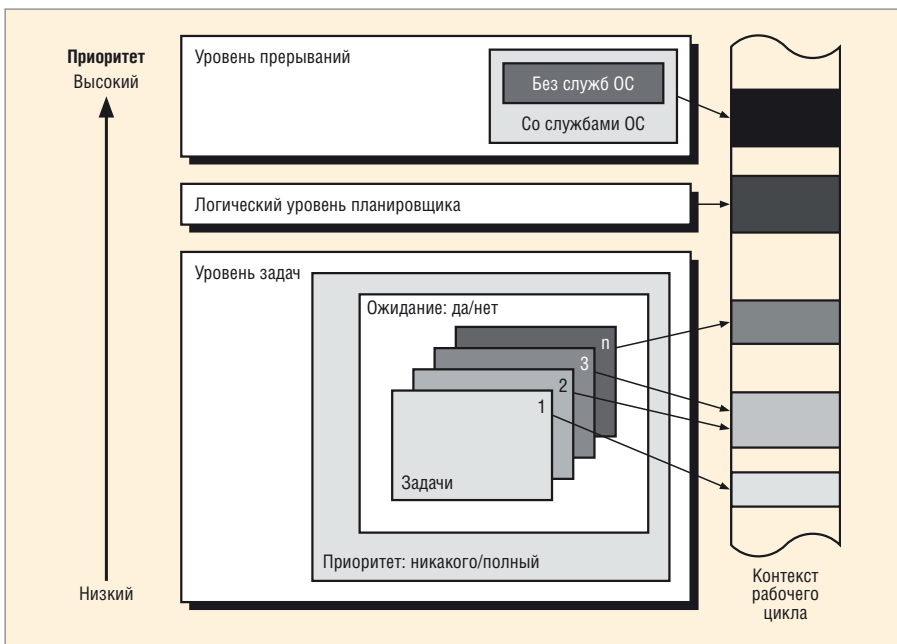 Приоритет
Высокий
Уровень прерываний
Без служб ОС
Со службами ОС
Логический уровень планировщика
Уровень задач
Ожидание: да/нет
n
3
2
1
Задачи
Приоритет: никакого/полный
Низкий
Контекст
рабочего
цикла